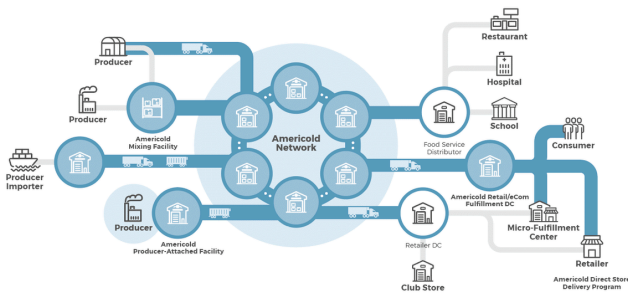 Producer
Producer
Americold
Mixing Facility
Producer
Importer
Producer
Americold
Producer-Attached Facility
Americold
Network
Restaurant
Hospital
School
Food Service
Distributor
Consumer
Americold Retail/eCom
Fulfillment DC
Micro-Fulfillment
Center
Retailer DC
Club Store
Retailer
Americold Direct Store
Delivery Program